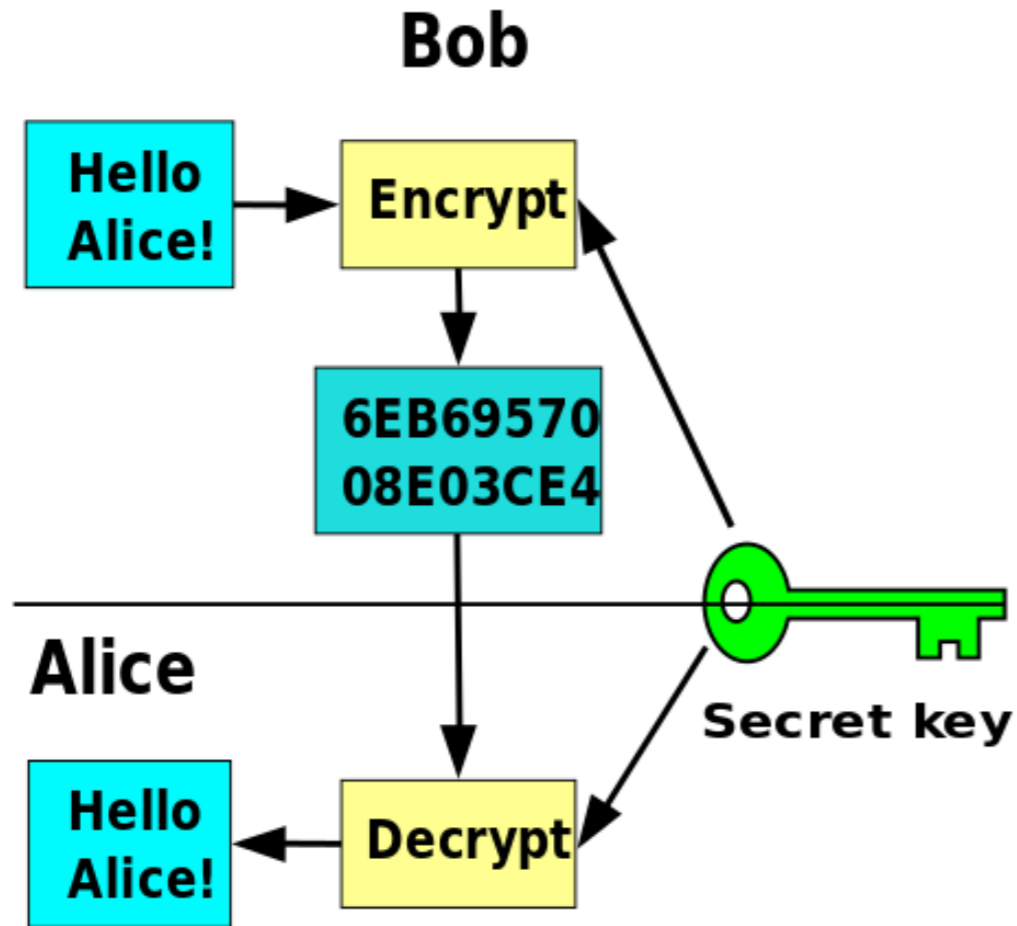 Bob
Hello
Alice!
Encrypt
6EB69570
08E03CE4
Alice
Secret key
Hello
Alice!
Decrypt